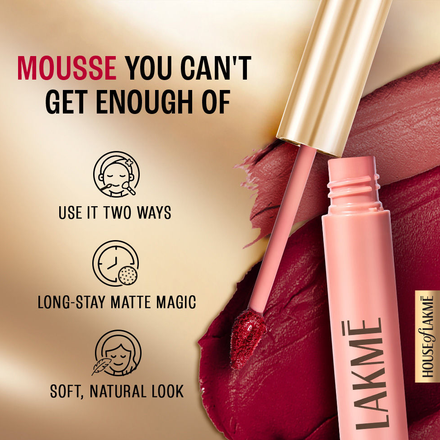 MOUSSE YOU CAN'T
GET ENOUGH OF
USE IT TWO WAYS
LONG-STAY MATTE MAGIC
SOFT, NATURAL LOOK
LAKMĒ
HOUSE of LAKMĒ